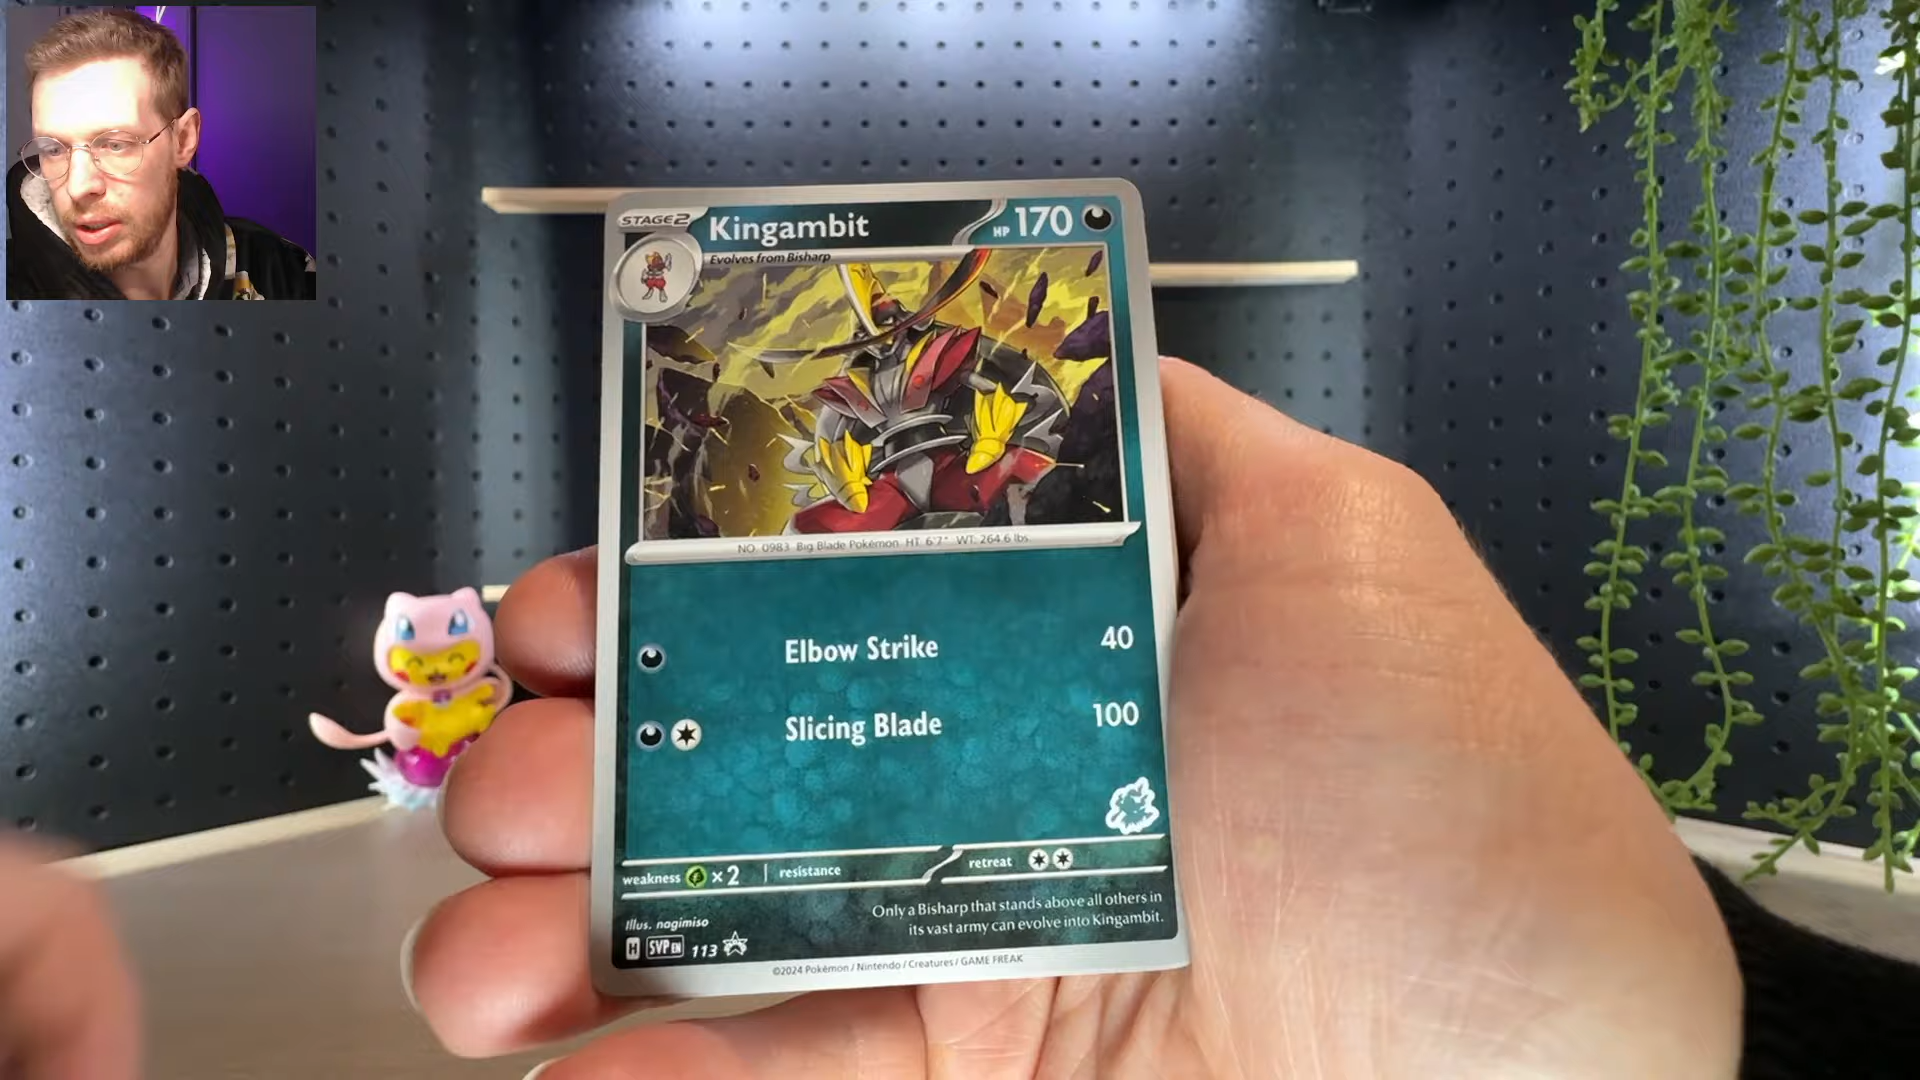 STAGE2
Kingambit
HP 170
Evolves from Bisharp
NO. 0983 Big Blade Pokémon HT: 6'7" WT: 264.6 lbs.
Elbow Strike 40
Slicing Blade 100
weakness ×2 resistance retreat
Only a Bisharp that stands above all others in
its vast army can evolve into Kingambit.
Illus. nagimiso
H SVP EN 113
©2024 Pokémon / Nintendo / Creatures / GAME FREAK